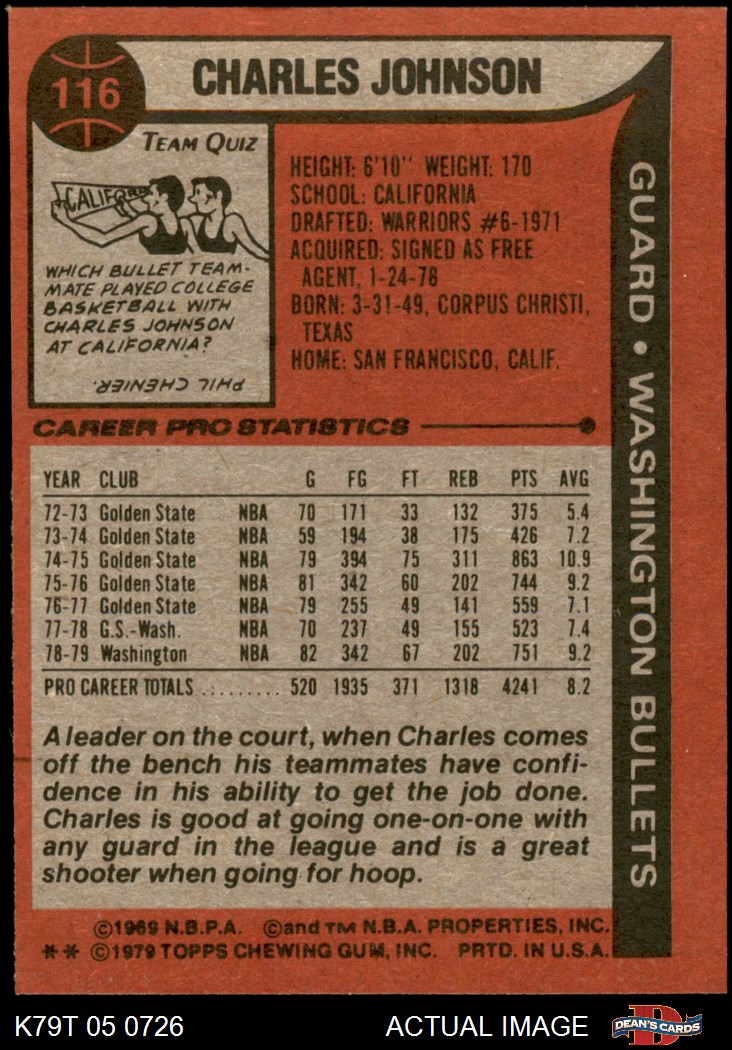 116
CHARLES JOHNSON
TEAM QUIZ
CALIFORN
WHICH BULLET TEAM-
MATE PLAYED COLLEGE
BASKETBALL WITH
CHARLES JOHNSON
AT CALIFORNIA?
PHIL CHENIER.
HEIGHT: 6'10" WEIGHT: 170
SCHOOL: CALIFORNIA
DRAFTED: WARRIORS #6-1971
ACQUIRED: SIGNED AS FREE
AGENT, 1-24-78
BORN: 3-31-49, CORPUS CHRISTI,
TEXAS
HOME: SAN FRANCISCO, CALIF.
GUARD • WASHINGTON BULLETS
CAREER PRO STATISTICS
YEAR CLUB G FG FT REB PTS AVG
72-73 Golden State NBA 70 171 33 132 375 5.4
73-74 Golden State NBA 59 194 38 175 426 7.2
74-75 Golden State NBA 79 394 75 311 863 10.9
75-76 Golden State NBA 81 342 60 202 744 9.2
76-77 Golden State NBA 79 255 49 141 559 7.1
77-78 G.S.-Wash. NBA 70 237 49 155 523 7.4
78-79 Washington NBA 82 342 67 202 751 9.2
PRO CAREER TOTALS ......... 520 1935 371 1318 4241 8.2
A leader on the court, when Charles comes
off the bench his teammates have confi-
dence in his ability to get the job done.
Charles is good at going one-on-one with
any guard in the league and is a great
shooter when going for hoop.
©1969 N.B.P.A. ©and TM N.B.A. PROPERTIES, INC.
** ©1979 TOPPS CHEWING GUM, INC. PRTD. IN U.S.A.
K79T 05 0726 ACTUAL IMAGE
D
DEAN'S CARDS